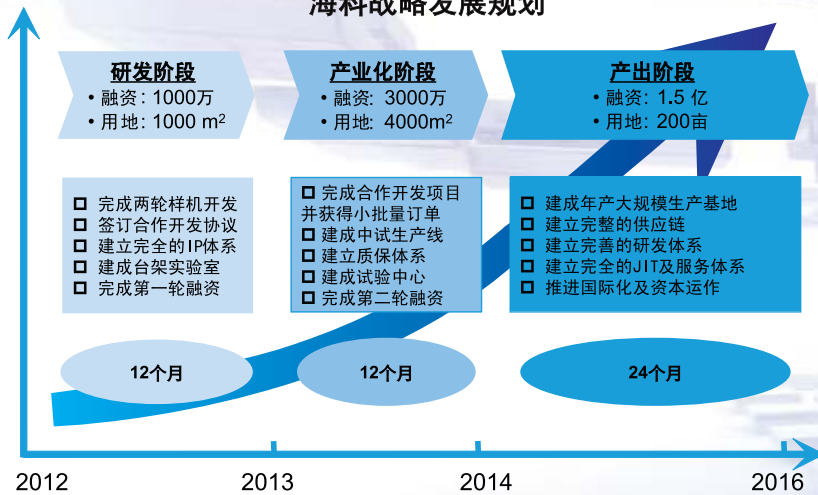 海科战略发展规划
研发阶段
• 融资：1000万
• 用地：1000 m²
产业化阶段
• 融资: 3000万
• 用地: 4000m²
产出阶段
• 融资: 1.5 亿
• 用地: 200亩
完成两轮样机开发
签订合作开发协议
建立完全的IP体系
建成台架实验室
完成第一轮融资
完成合作开发项目
并获得小批量订单
建成中试生产线
建立质保体系
建成试验中心
完成第二轮融资
建成年产大规模生产基地
建立完整的供应链
建立完善的研发体系
建立完全的JIT及服务体系
推进国际化及资本运作
12个月
12个月
24个月
2012
2013
2014
2016